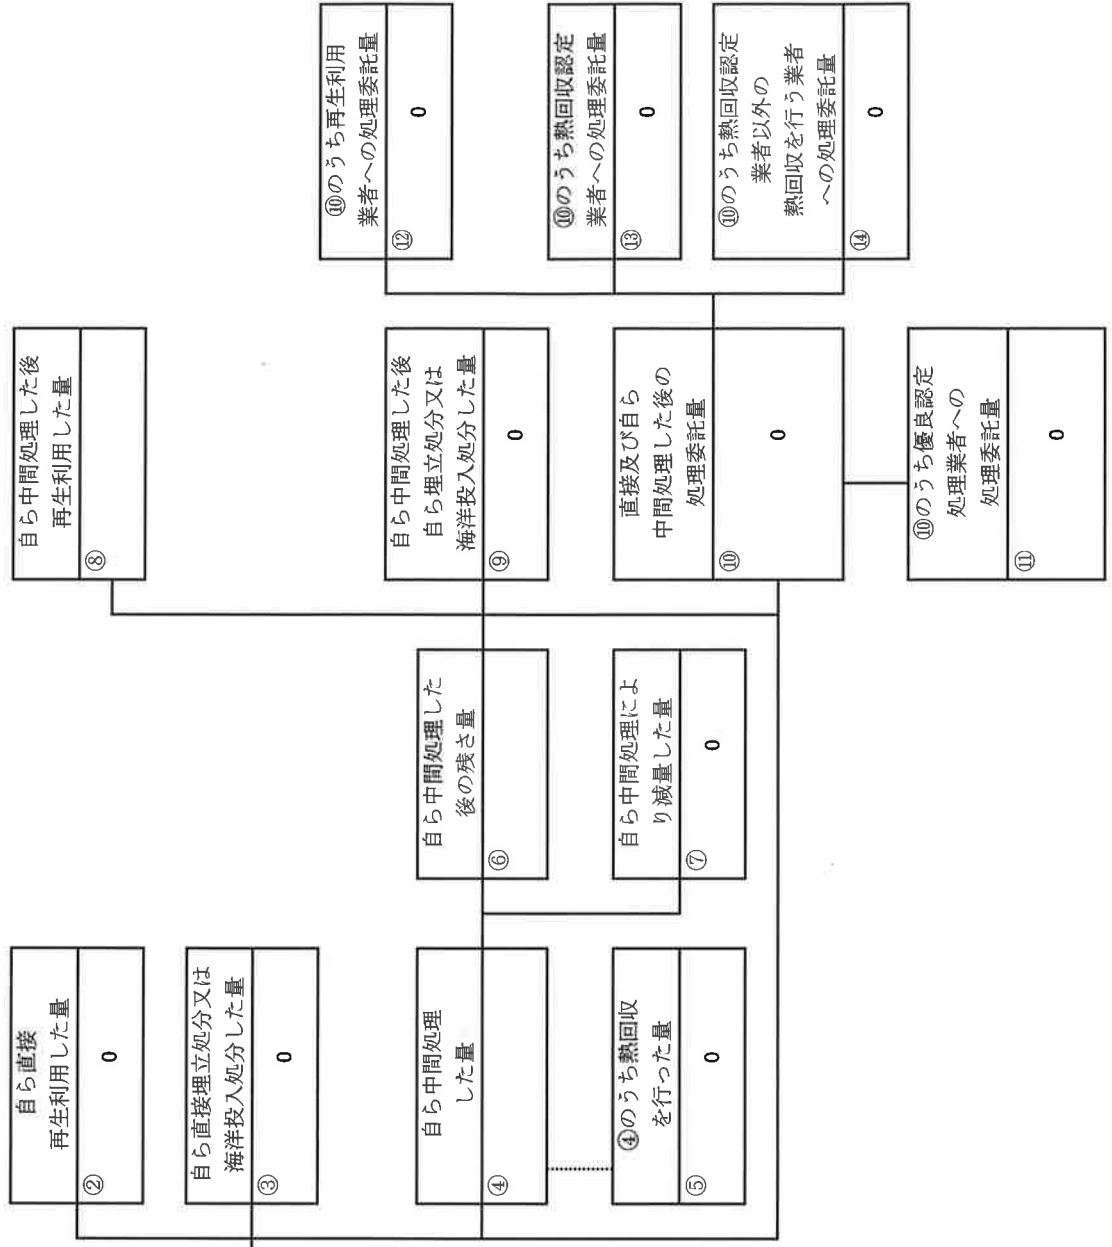 自ら直接
再生利用した量
②
0
自ら直接埋立処分又は
海洋投入処分した量
③
0
自ら中間処理
した量
④
④のうち熱回収
を行った量
⑤
0
自ら中間処理した
後の残さ量
⑥
自ら中間処理によ
り減量した量
⑦
0
自ら中間処理した後
再生利用した量
⑧
自ら中間処理した後
自ら埋立処分又は
海洋投入処分した量
⑨
0
直接及び自ら
中間処理した後の
処理委託量
⑩
0
⑩のうち優良認定
処理業者への
処理委託量
⑪
0
⑩のうち再生利用
業者への処理委託量
⑫
0
⑩のうち熱回収認定
業者への処理委託量
⑬
0
⑩のうち熱回収認定
業者以外の
熱回収を行う業者
への処理委託量
⑭
0